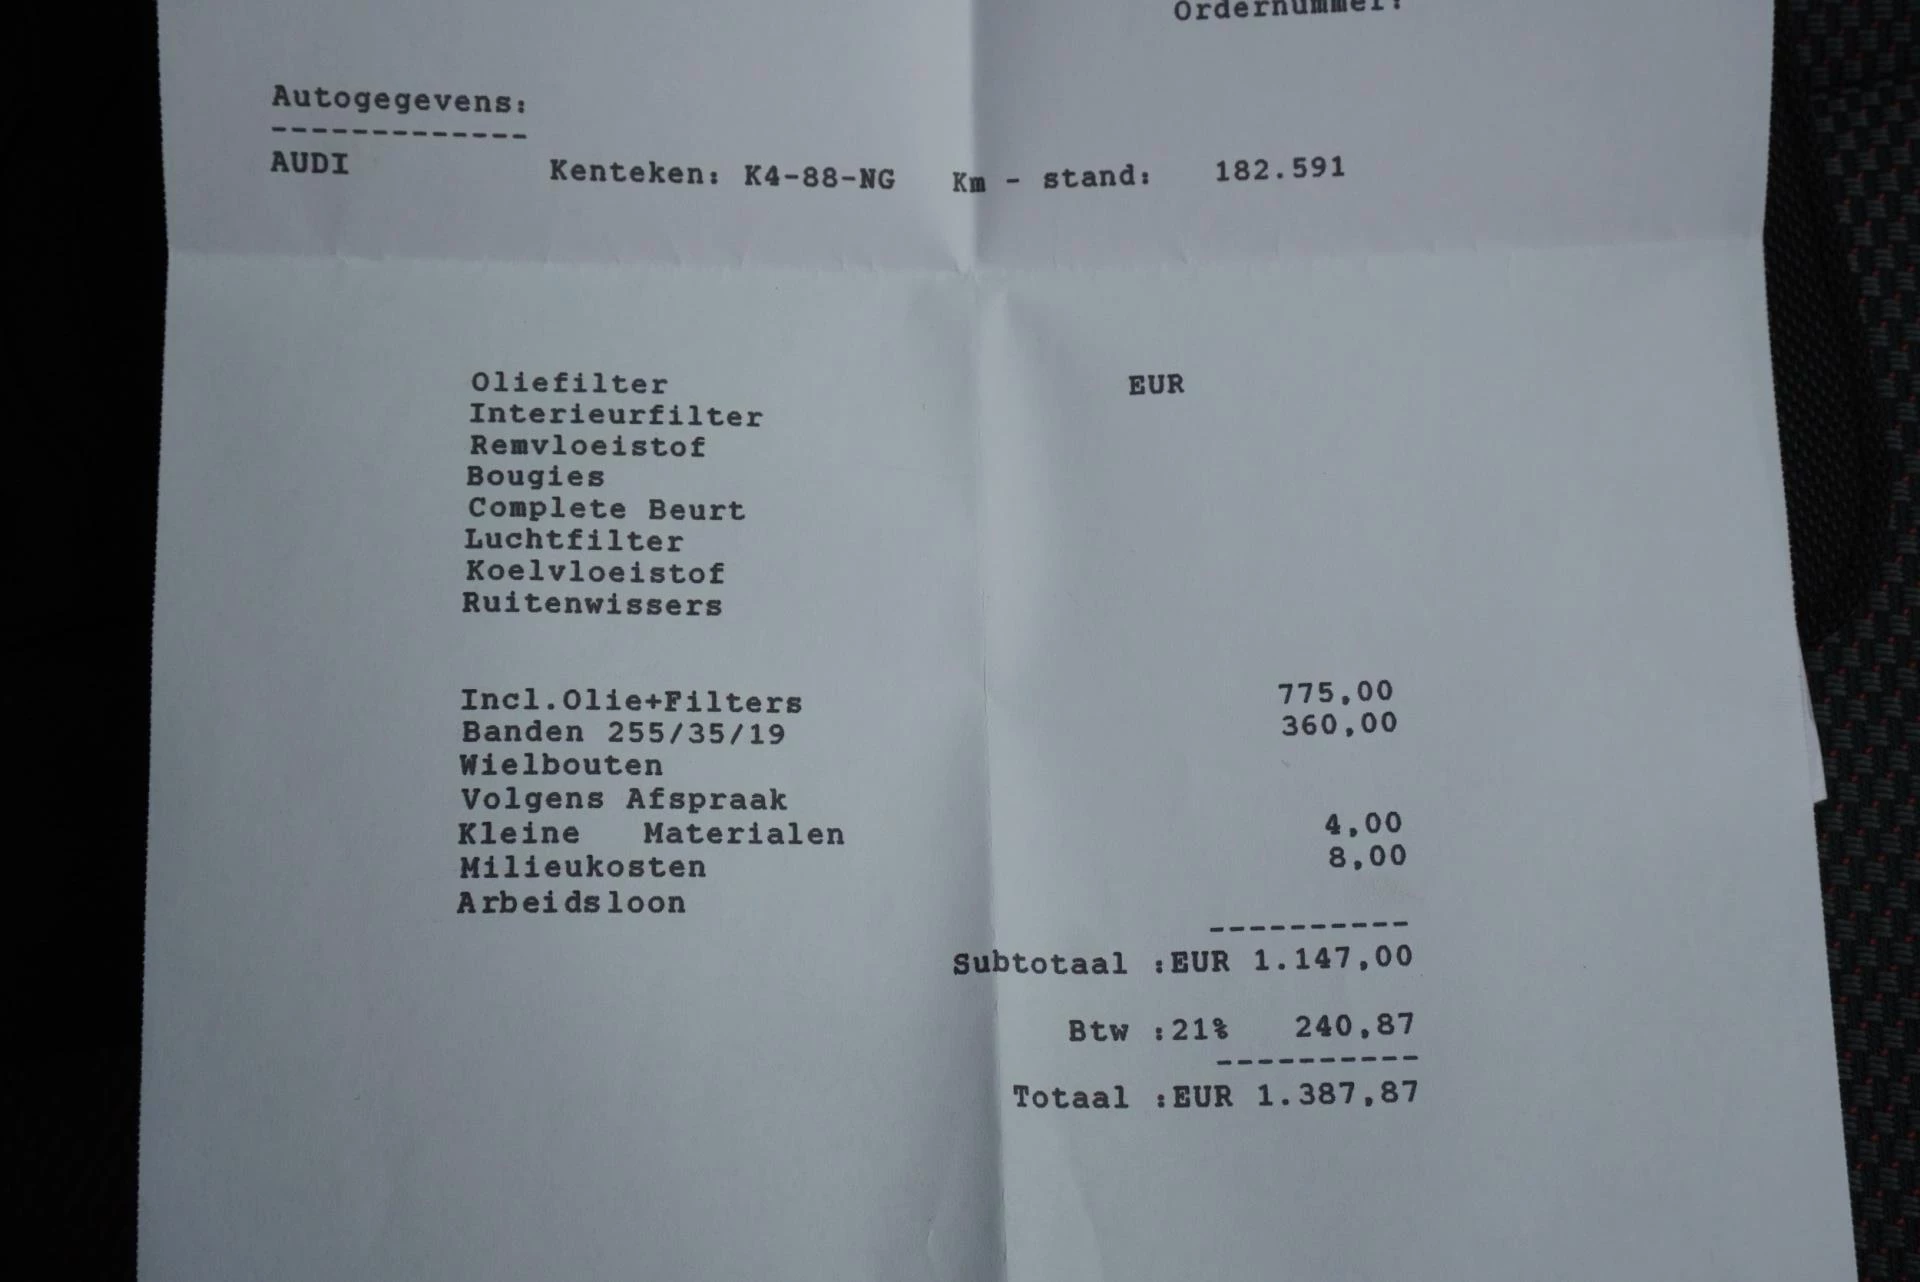 Ordernummer:
Autogegevens:
-------------
AUDI Kenteken: K4-88-NG Km - stand: 182.591
Oliefilter EUR
Interieurfilter
Remvloeistof
Bougies
Complete Beurt
Luchtfilter
Koelvloeistof
Ruitenwissers
Incl.Olie+Filters 775,00
Banden 255/35/19 360,00
Wielbouten
Volgens Afspraak
Kleine Materialen 4,00
Milieukosten 8,00
Arbeidsloon
----------
Subtotaal :EUR 1.147,00
Btw :21% 240,87
----------
Totaal :EUR 1.387,87